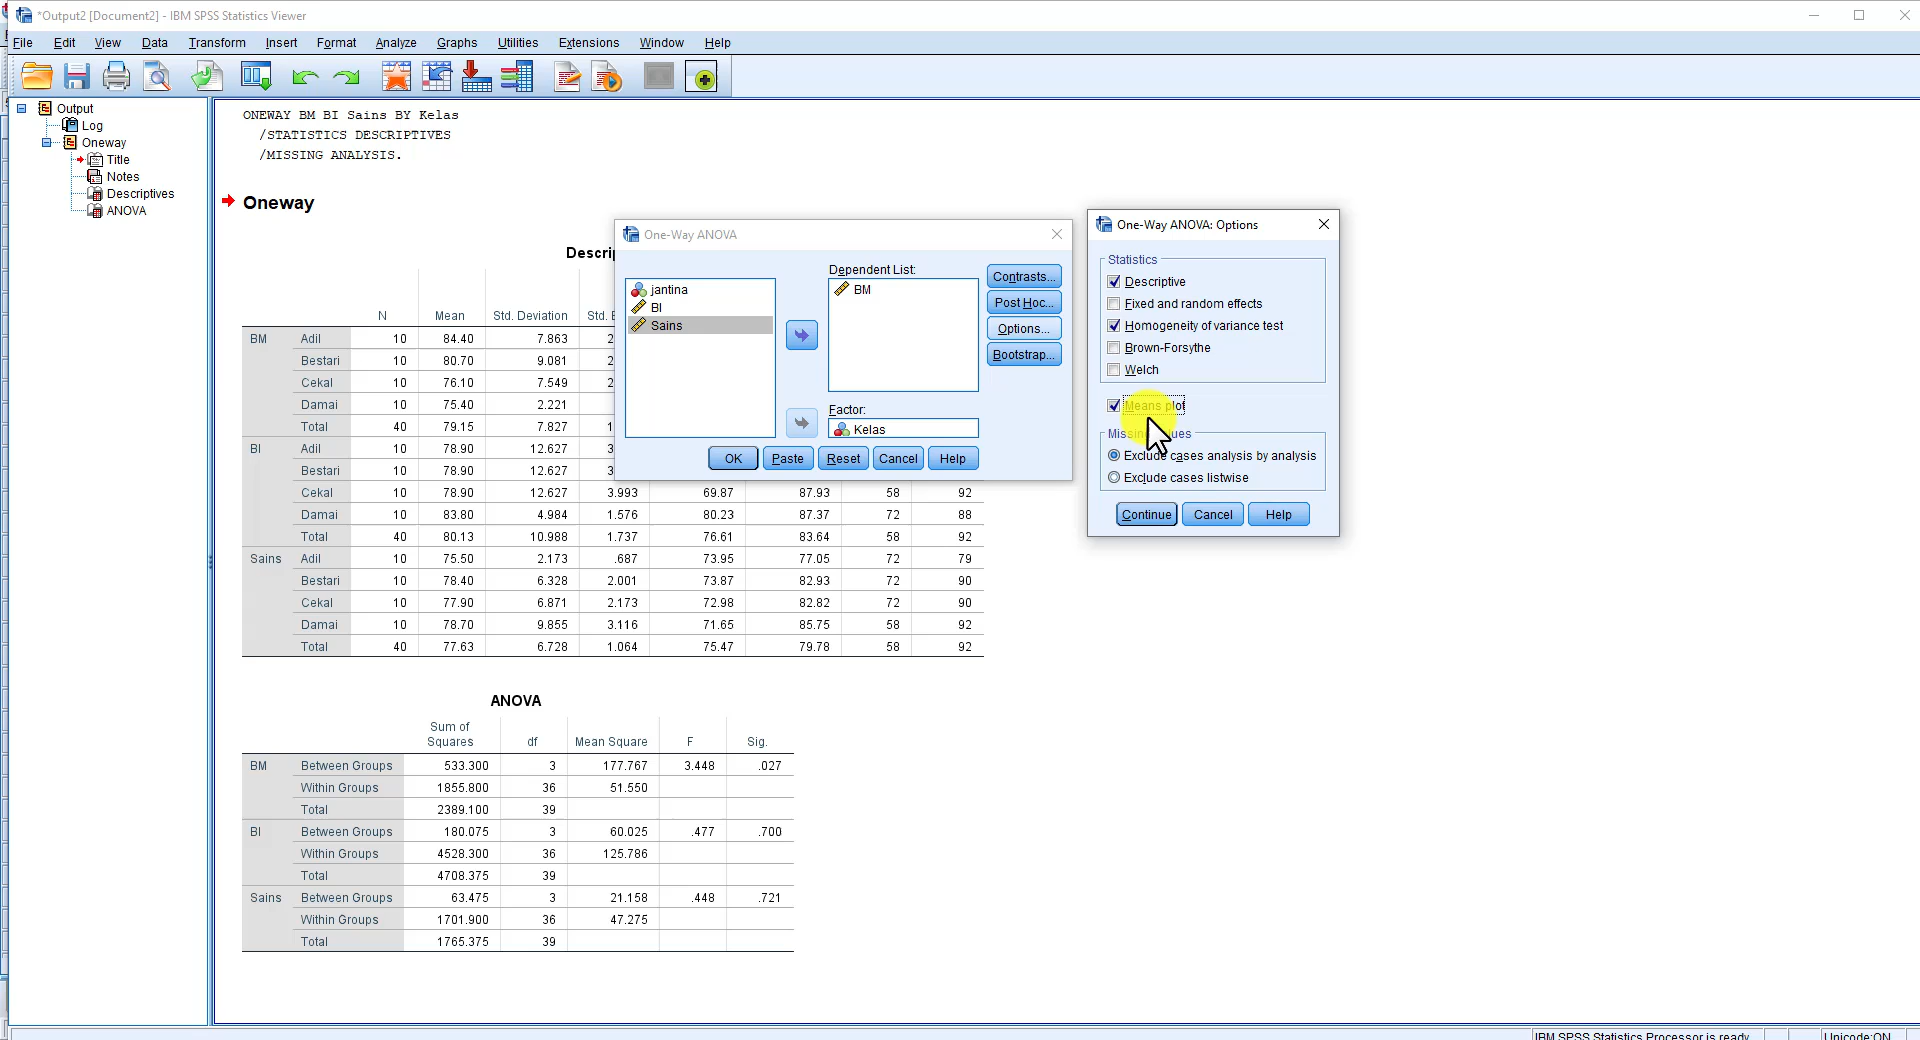 *Output2 [Document2] - IBM SPSS Statistics Viewer
File Edit View Data Transform Insert Format Analyze Graphs Utilities Extensions Window Help
Output
Log
Oneway
Title
Notes
Descriptives
ANOVA
ONEWAY BM BI Sains BY Kelas
/STATISTICS DESCRIPTIVES
/MISSING ANALYSIS.
Oneway
N Mean Std. Deviation
BM Adil 10 84.40 7.863 2
Bestari 10 80.70 9.081 2
Cekal 10 76.10 7.549 2
Damai 10 75.40 2.221
Total 40 79.15 7.827 1
BI Adil 10 78.90 12.627 3
Bestari 10 78.90 12.627 3
Cekal 10 78.90 12.627 3.993 69.87 87.93 58 92
Damai 10 83.80 4.984 1.576 80.23 87.37 72 88
Total 40 80.13 10.988 1.737 76.61 83.64 58 92
Sains Adil 10 75.50 2.173 .687 73.95 77.05 72 79
Bestari 10 78.40 6.328 2.001 73.87 82.93 72 90
Cekal 10 77.90 6.871 2.173 72.98 82.82 72 90
Damai 10 78.70 9.855 3.116 71.65 85.75 58 92
Total 40 77.63 6.728 1.064 75.47 79.78 58 92
ANOVA
Sum of Squares df Mean Square F Sig.
BM Between Groups 533.300 3 177.767 3.448 .027
Within Groups 1855.800 36 51.550
Total 2389.100 39
BI Between Groups 180.075 3 60.025 .477 .700
Within Groups 4528.300 36 125.786
Total 4708.375 39
Sains Between Groups 63.475 3 21.158 .448 .721
Within Groups 1701.900 36 47.275
Total 1765.375 39
One-Way ANOVA
jantina
BI
Sains
Dependent List:
BM
Factor:
Kelas
Contrasts...
Post Hoc...
Options...
Bootstrap...
OK Paste Reset Cancel Help
One-Way ANOVA: Options
Statistics
Descriptive
Fixed and random effects
Homogeneity of variance test
Brown-Forsythe
Welch
Means plot
Exclude cases analysis by analysis
Exclude cases listwise
Continue Cancel Help
IBM SPSS Statistics Processor is ready
Unicode:ON